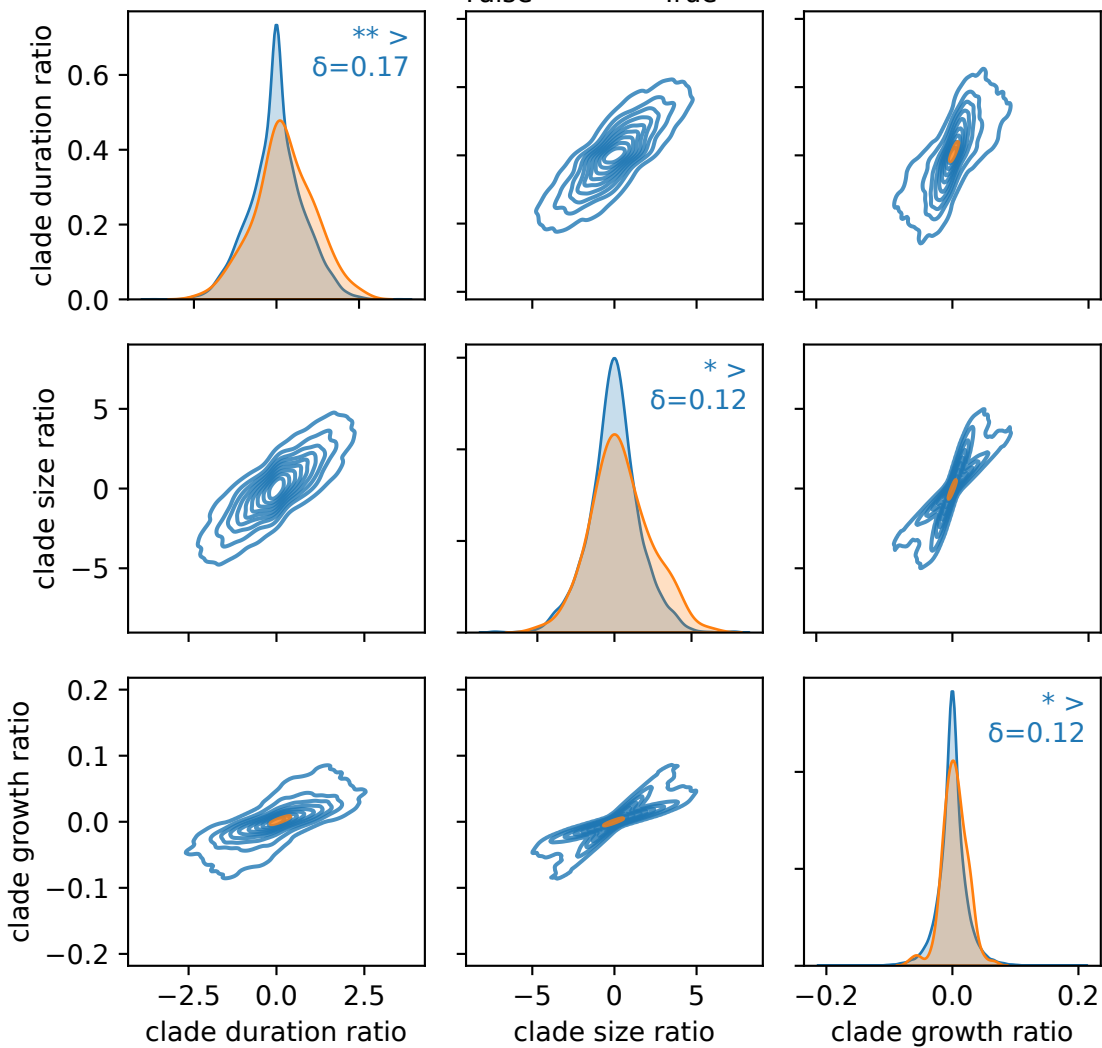 clade duration ratio
0.6
0.4
0.2
0.0
** >
δ=0.17
clade size ratio
5
0
−5
* >
δ=0.12
clade growth ratio
0.2
0.1
0.0
−0.1
−0.2
* >
δ=0.12
−2.5 0.0 2.5
−5 0 5
−0.2 0.0 0.2
clade duration ratio
clade size ratio
clade growth ratio